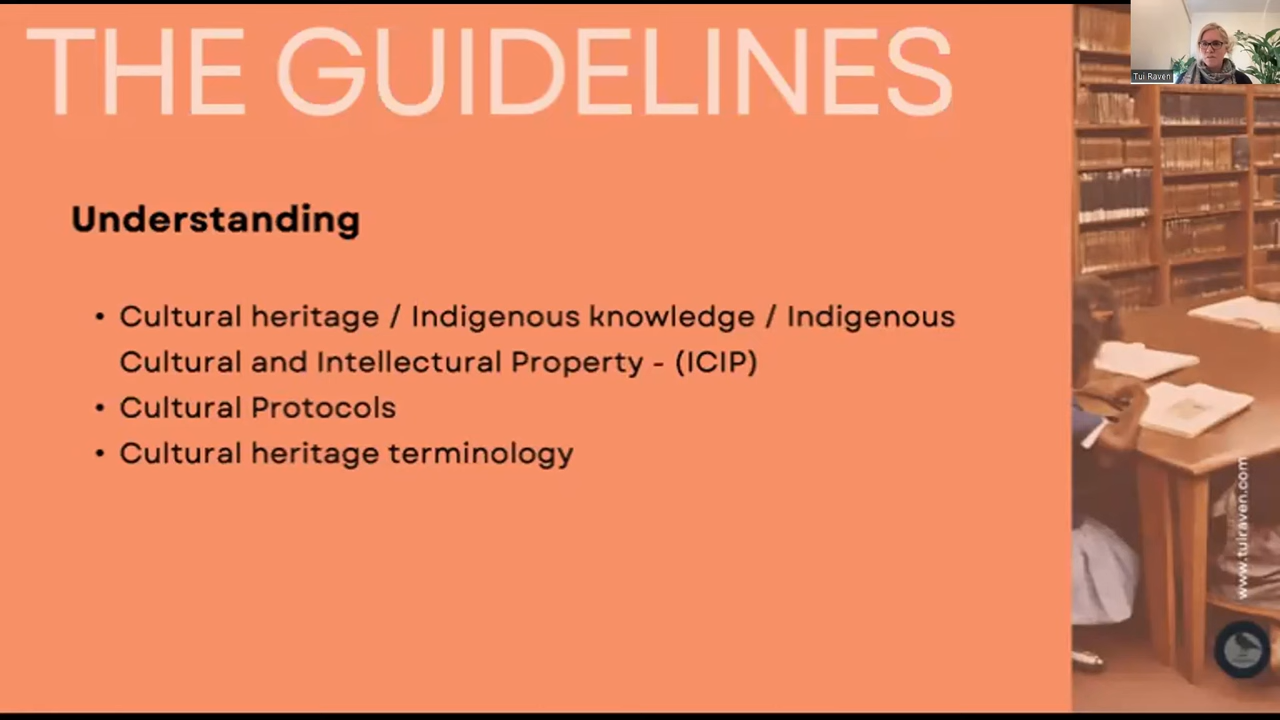 THE GUIDELINES
Tui Raven
Understanding
• Cultural heritage / Indigenous knowledge / Indigenous
Cultural and Intellectural Property - (ICIP)
• Cultural Protocols
• Cultural heritage terminology
www.tuiraven.com